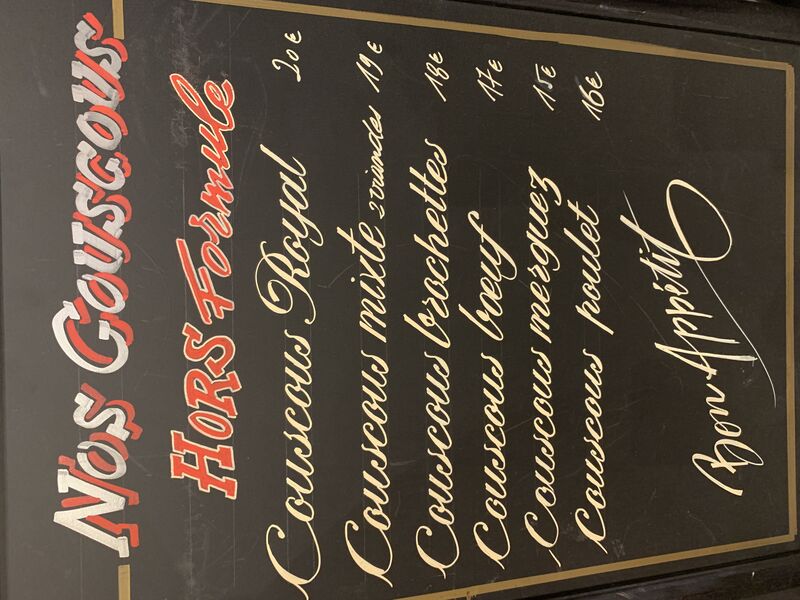 Nos Couscous
HORS Formule
Couscous Royal 20€
Couscous mixte 2 viandes 19€
Couscous brochettes 18€
Couscous bœuf 17€
Couscous merguez 15€
Couscous poulet 16€
Bon Appétit